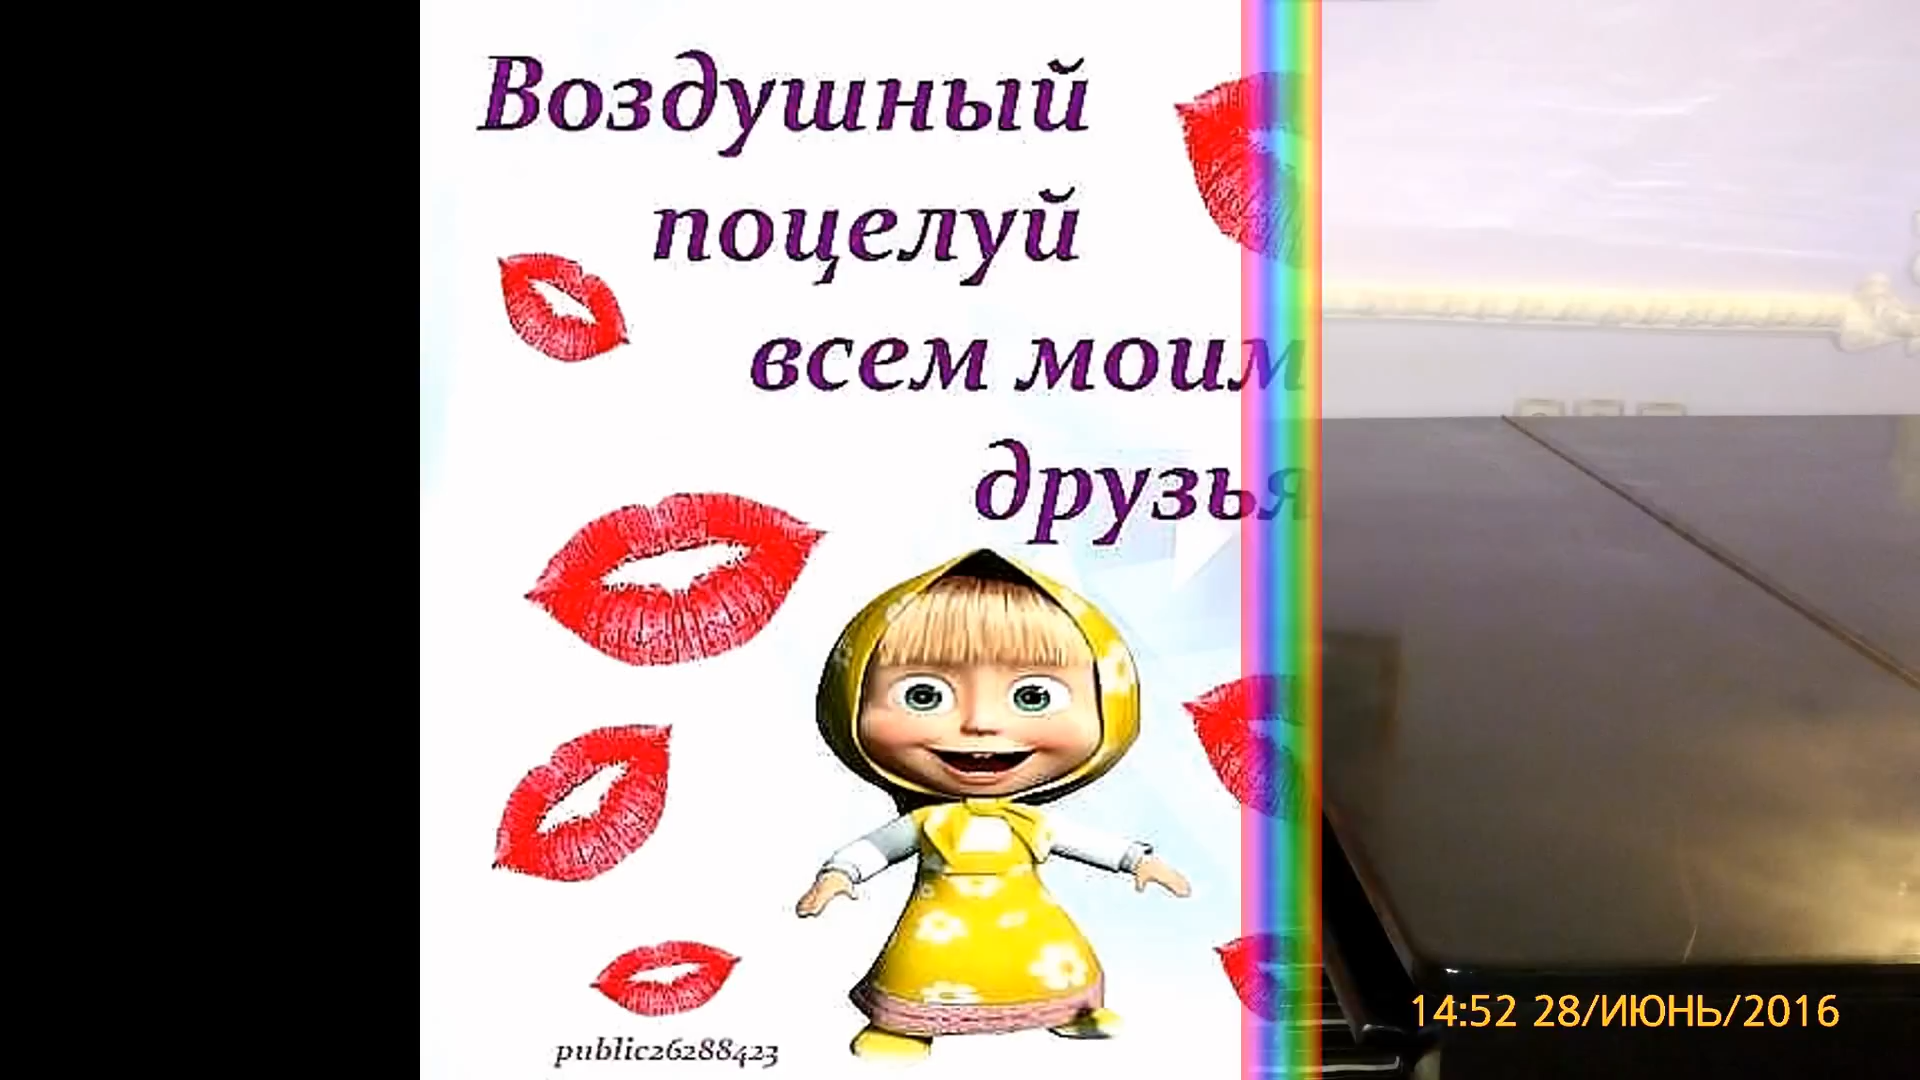 Воздушный
поцелуй
всем моим
друзья
public26288423
14:52 28/ИЮНЬ/2016